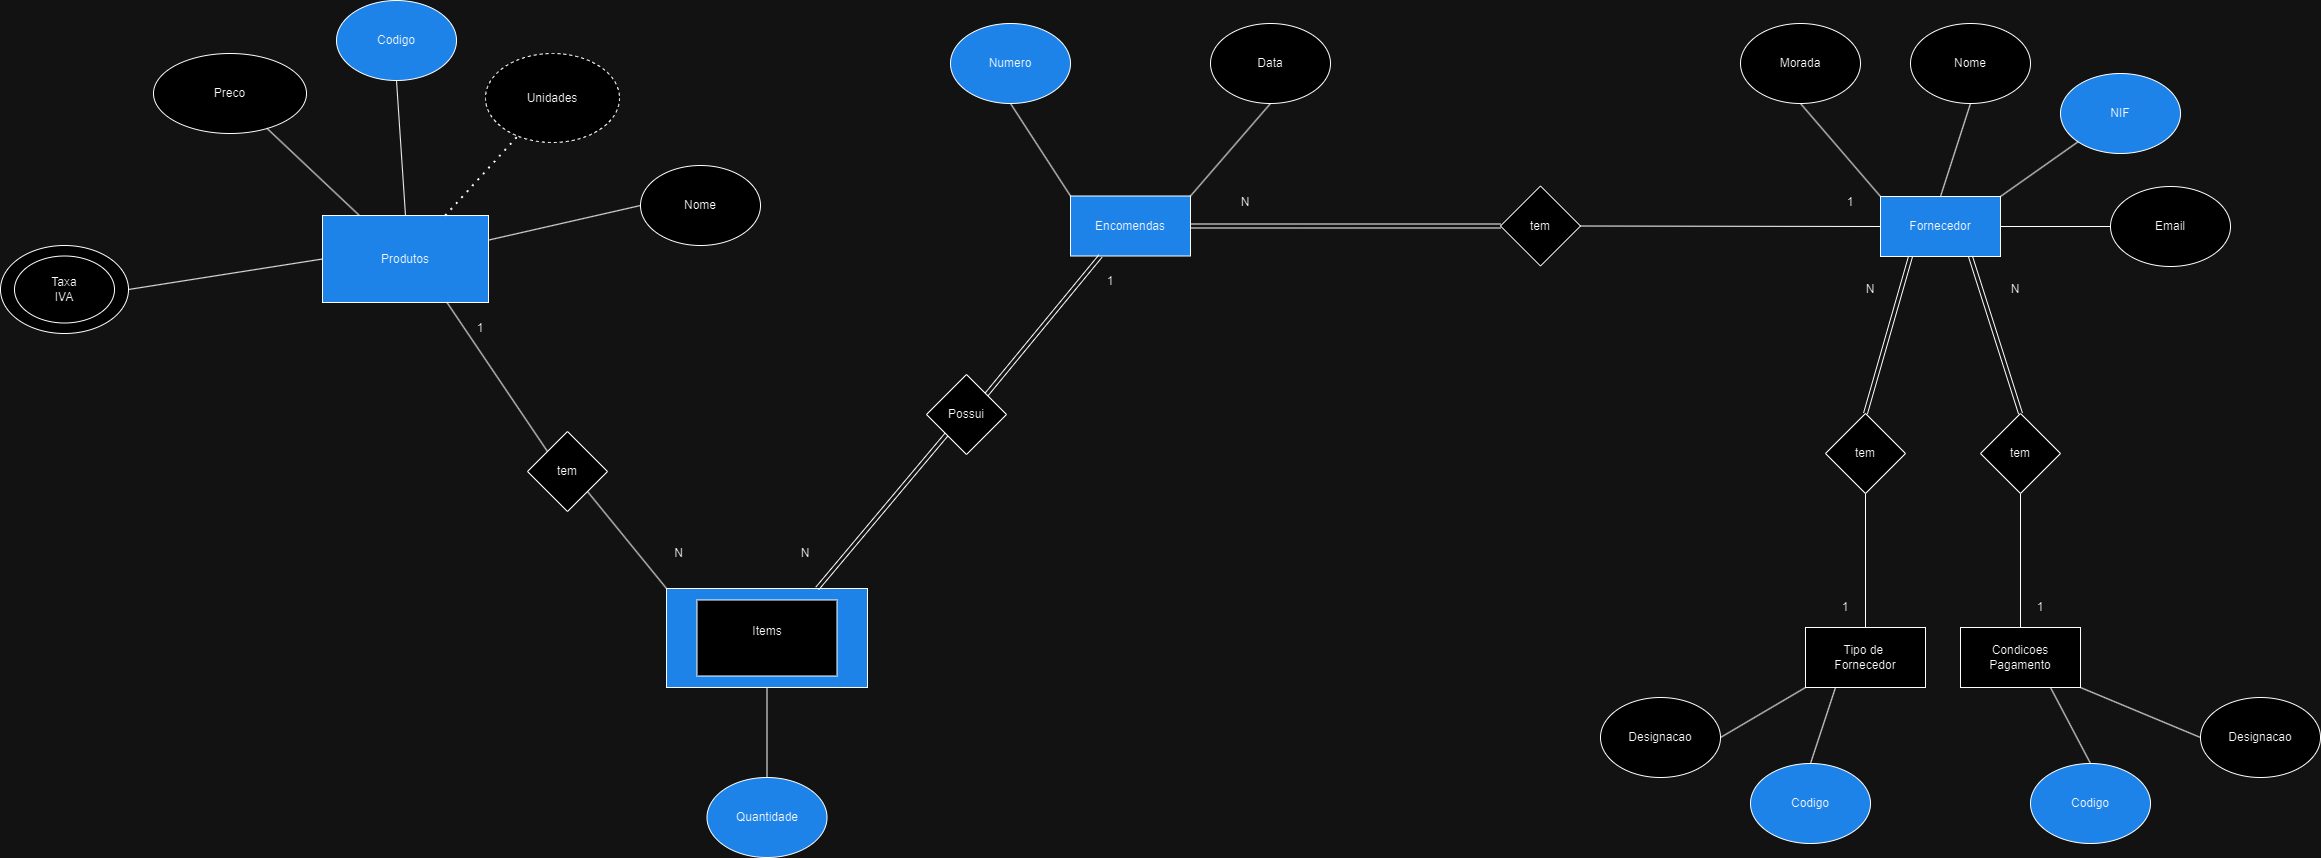 Codigo
Preco
Unidades
Nome
Taxa
IVA
Produtos
1
tem
N
Numero
Data
Encomendas
N
1
Possui
N
Items
Quantidade
tem
1
Morada
Nome
NIF
Email
Fornecedor
N
N
tem
tem
1
1
Tipo de
Fornecedor
Condicoes
Pagamento
Designacao
Codigo
Codigo
Designacao